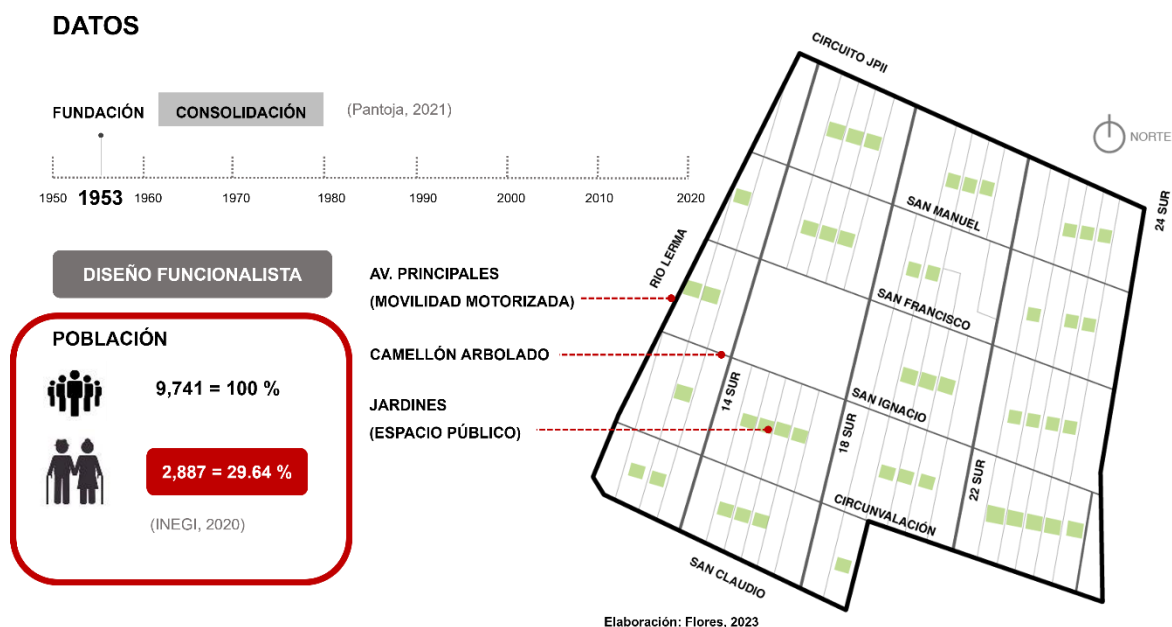 DATOS
FUNDACIÓN
CONSOLIDACIÓN
(Pantoja, 2021)
1950
1953
1960
1970
1980
1990
2000
2010
2020
DISEÑO FUNCIONALISTA
POBLACIÓN
9,741 = 100 %
2,887 = 29.64 %
(INEGI, 2020)
AV. PRINCIPALES
(MOVILIDAD MOTORIZADA)
CAMELLÓN ARBOLADO
JARDINES
(ESPACIO PÚBLICO)
CIRCUITO JPII
NORTE
24 SUR
SAN MANUEL
RIO LERMA
SAN FRANCISCO
14 SUR
SAN IGNACIO
18 SUR
22 SUR
CIRCUNVALACIÓN
SAN CLAUDIO
Elaboración: Flores. 2023